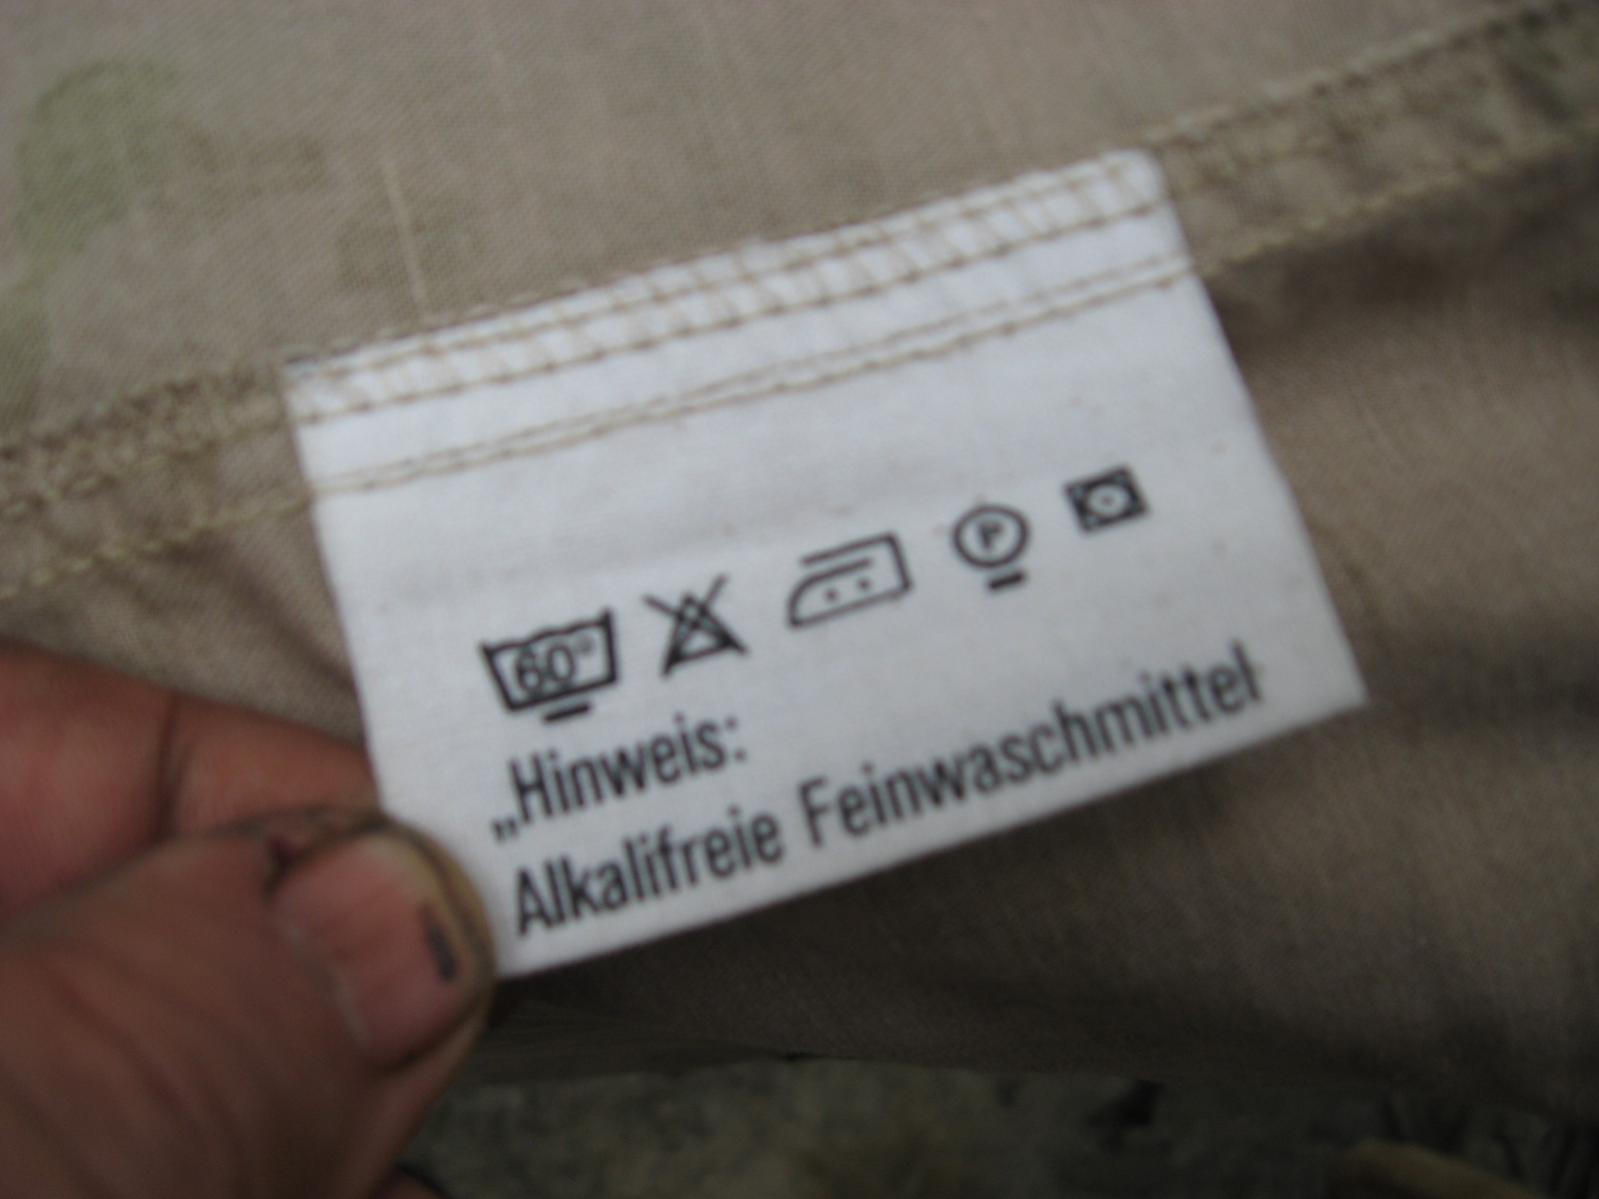 60°
P
„Hinweis:
Alkalifreie Feinwaschmittel